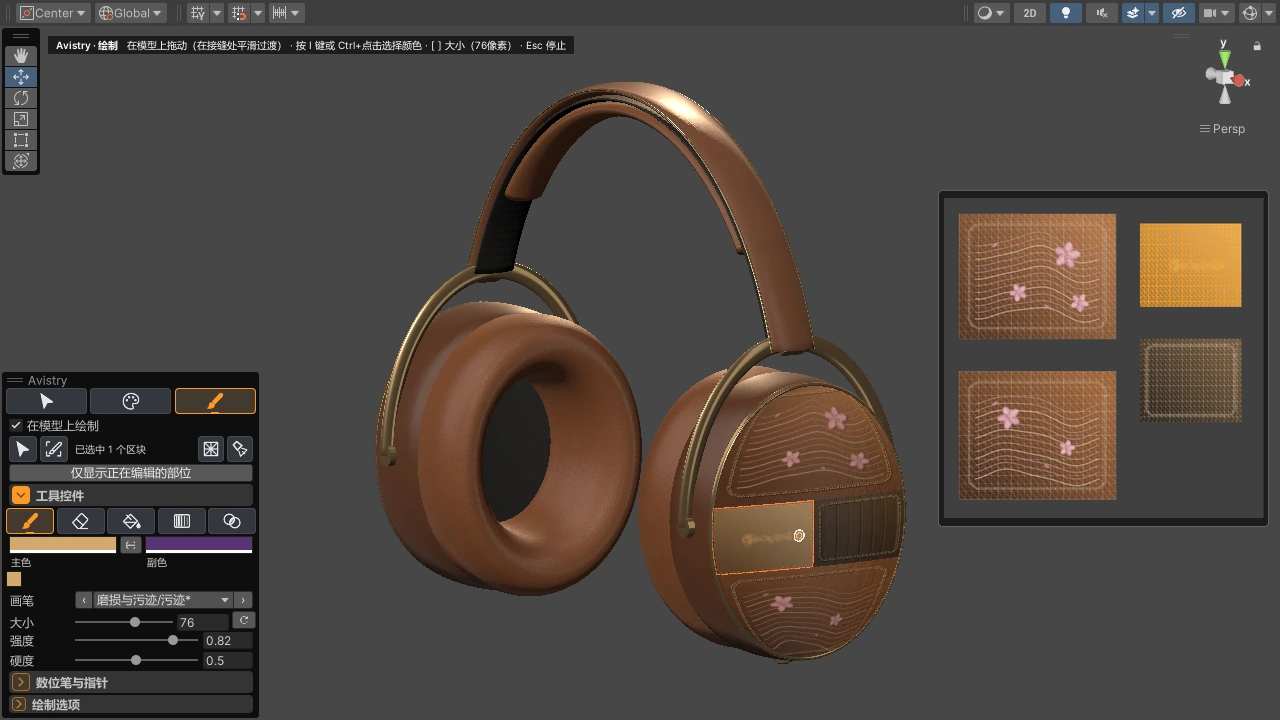 Center
Global
2D
Avistry · 绘制 在模型上拖动（在接缝处平滑过渡） · 按 I 键或 Ctrl+点击选择颜色 · [ ] 大小（76像素） · Esc 停止
y
x
Persp
Avistry
在模型上绘制
已选中 1 个区块
仅显示正在编辑的部位
工具控件
主色
副色
画笔
磨损与污迹/污迹*
大小
76
强度
0.82
硬度
0.5
数位笔与指针
绘制选项